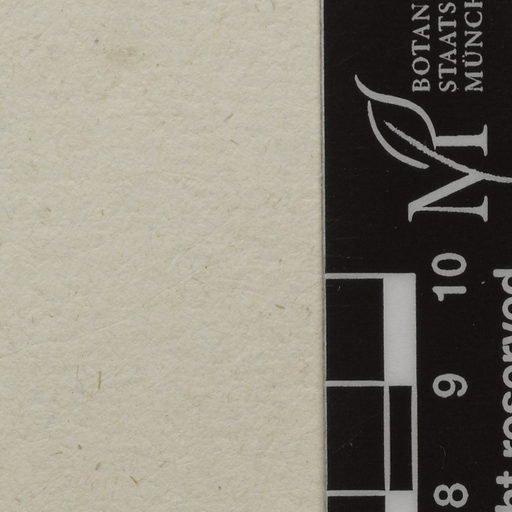 BOTAN
STAATS
MÜNCH
M
10
9
8
ht reserved